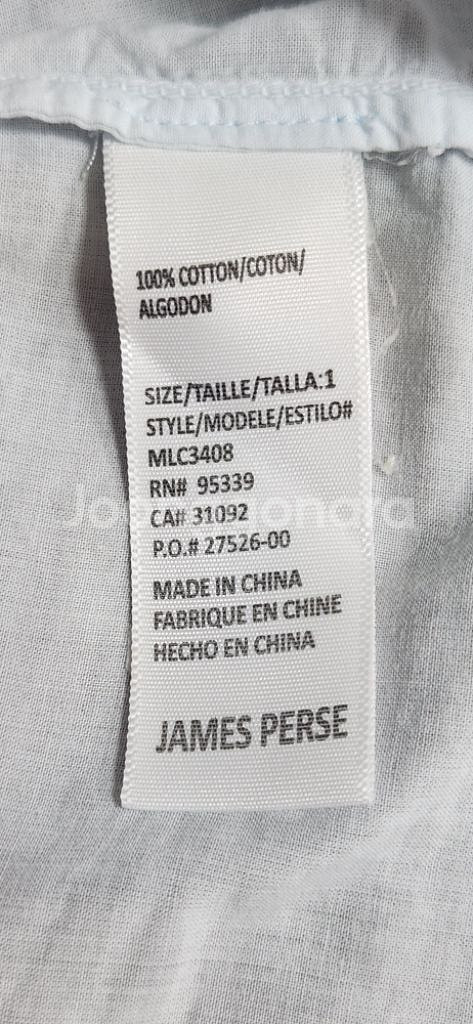 100% COTTON/COTON/
ALGODON
SIZE/TAILLE/TALLA:1
STYLE/MODELE/ESTILO#
MLC3408
RN# 95339
CA# 31092
P.O.# 27526-00
MADE IN CHINA
FABRIQUE EN CHINE
HECHO EN CHINA
JAMES PERSE